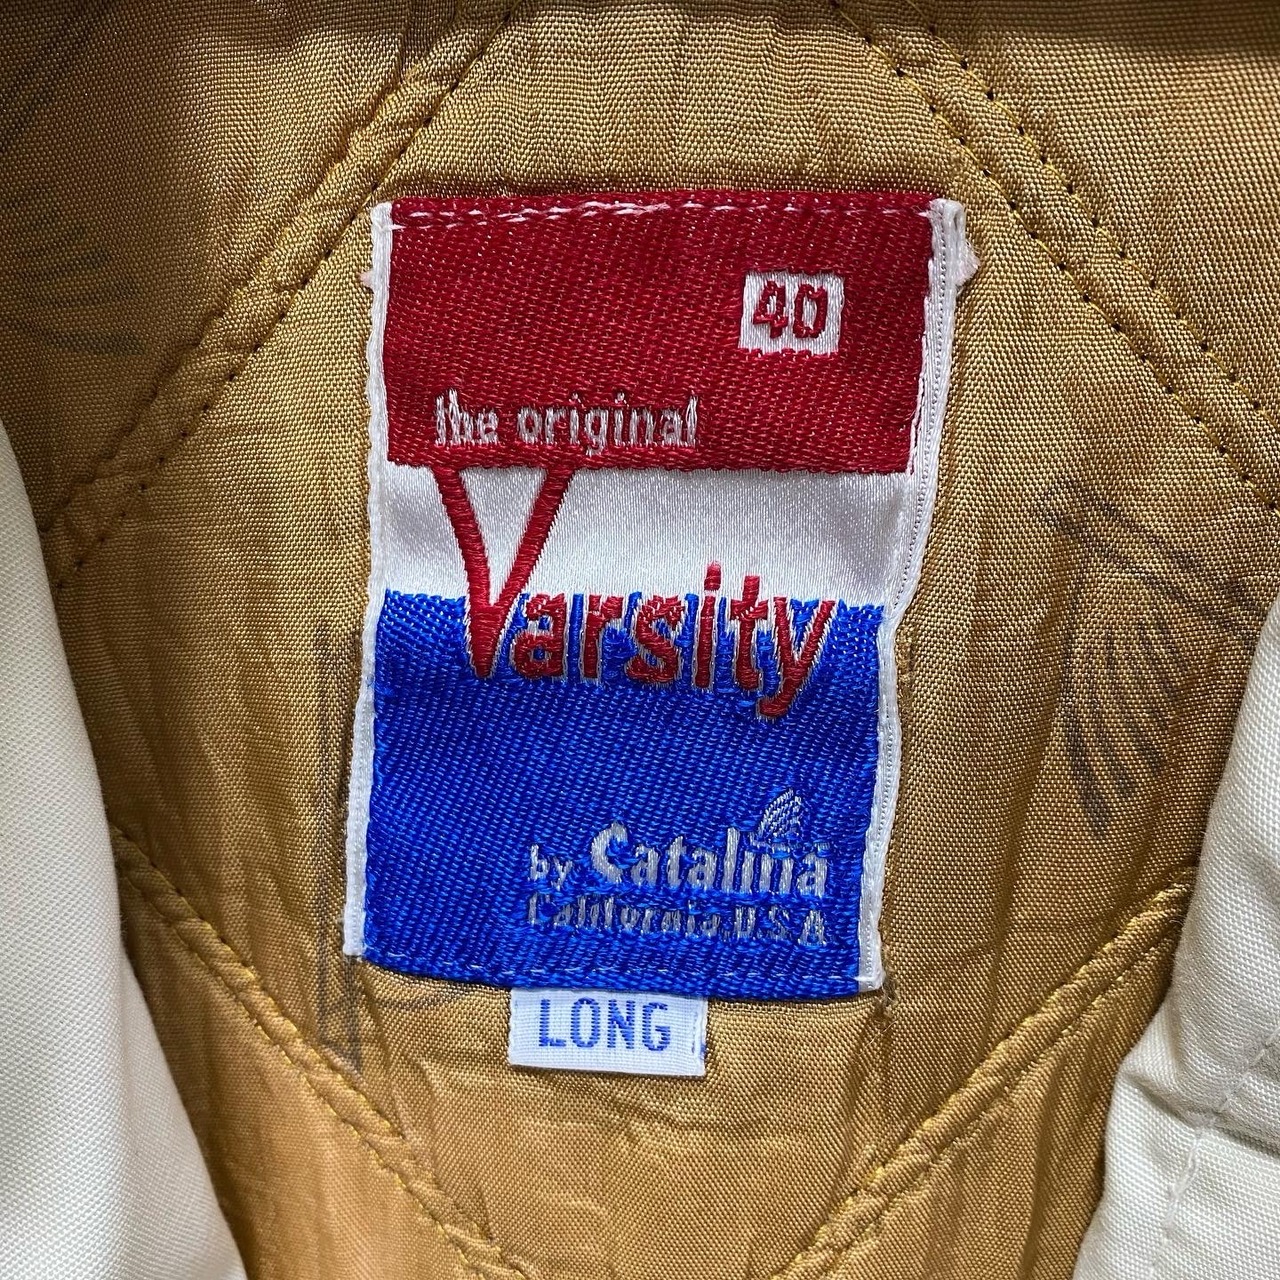 40
the original
Varsity
by Catalina
California, U.S.A
LONG